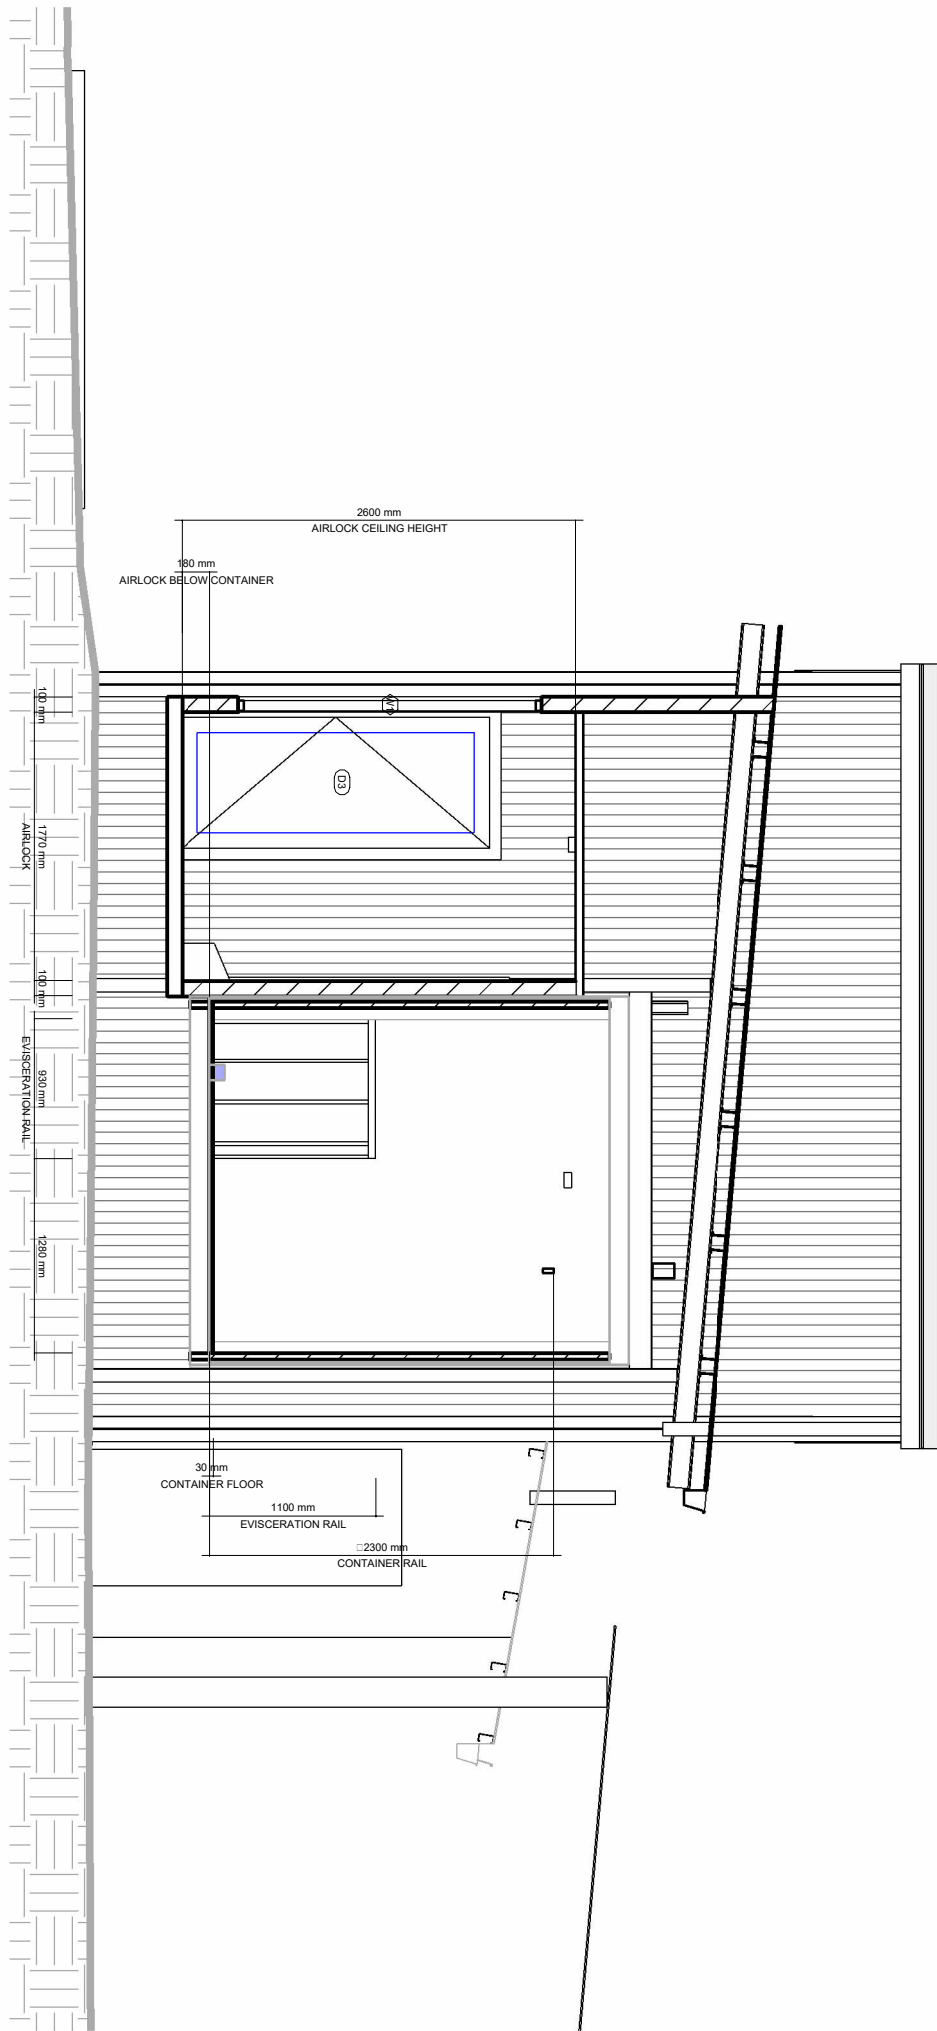 2600 mm
AIRLOCK CEILING HEIGHT
180 mm
AIRLOCK BELOW CONTAINER
100 mm
1770 mm
AIRLOCK
100 mm
930 mm
EVISCERATION RAIL
1280 mm
D3
30 mm
CONTAINER FLOOR
1100 mm
EVISCERATION RAIL
□2300 mm
CONTAINER RAIL